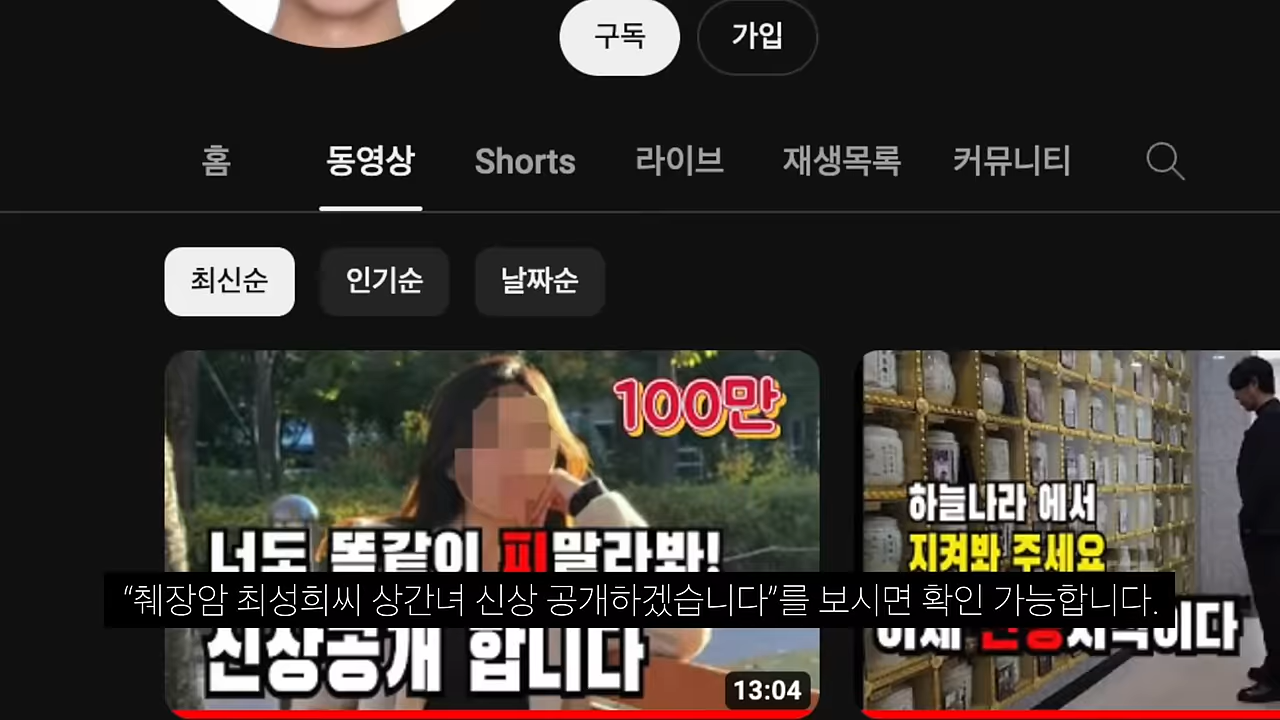 구독 가입
홈 동영상 Shorts 라이브 재생목록 커뮤니티
최신순 인기순 날짜순
100만
너도 똑같이 피말라봐!
신상공개 합니다
13:04
하늘나라 에서
지켜봐 주세요
“췌장암 최성희씨 상간녀 신상 공개하겠습니다”를 보시면 확인 가능합니다.